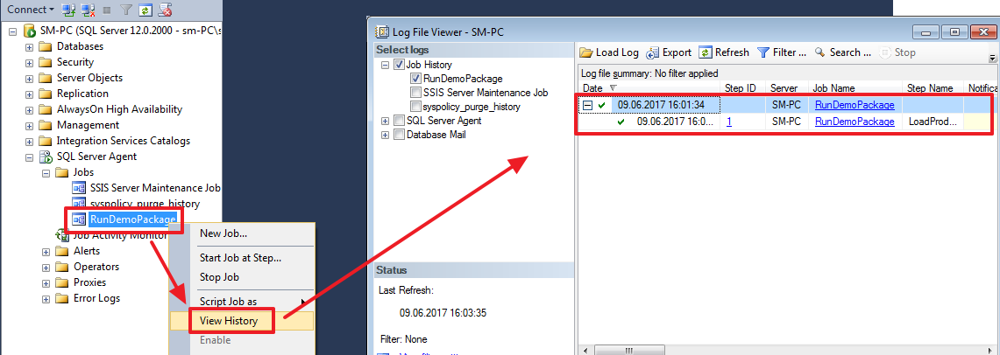 Connect
SM-PC (SQL Server 12.0.2000 - sm-PC\s
Databases
Security
Server Objects
Replication
AlwaysOn High Availability
Management
Integration Services Catalogs
SQL Server Agent
Jobs
SSIS Server Maintenance Job
syspolicy_purge_history
RunDemoPackage
Job Activity Monitor
Alerts
Operators
Proxies
Error Logs
New Job...
Start Job at Step...
Stop Job
Script Job as
View History
Enable
Log File Viewer - SM-PC
Select logs
Job History
RunDemoPackage
SSIS Server Maintenance Job
syspolicy_purge_history
SQL Server Agent
Database Mail
Status
Last Refresh:
09.06.2017 16:03:35
Filter: None
Load Log Export Refresh Filter ... Search ... Stop
Log file summary: No filter applied
Date Step ID Server Job Name Step Name Notifica
09.06.2017 16:01:34 SM-PC RunDemoPackage
09.06.2017 16:0... 1 SM-PC RunDemoPackage LoadProd...